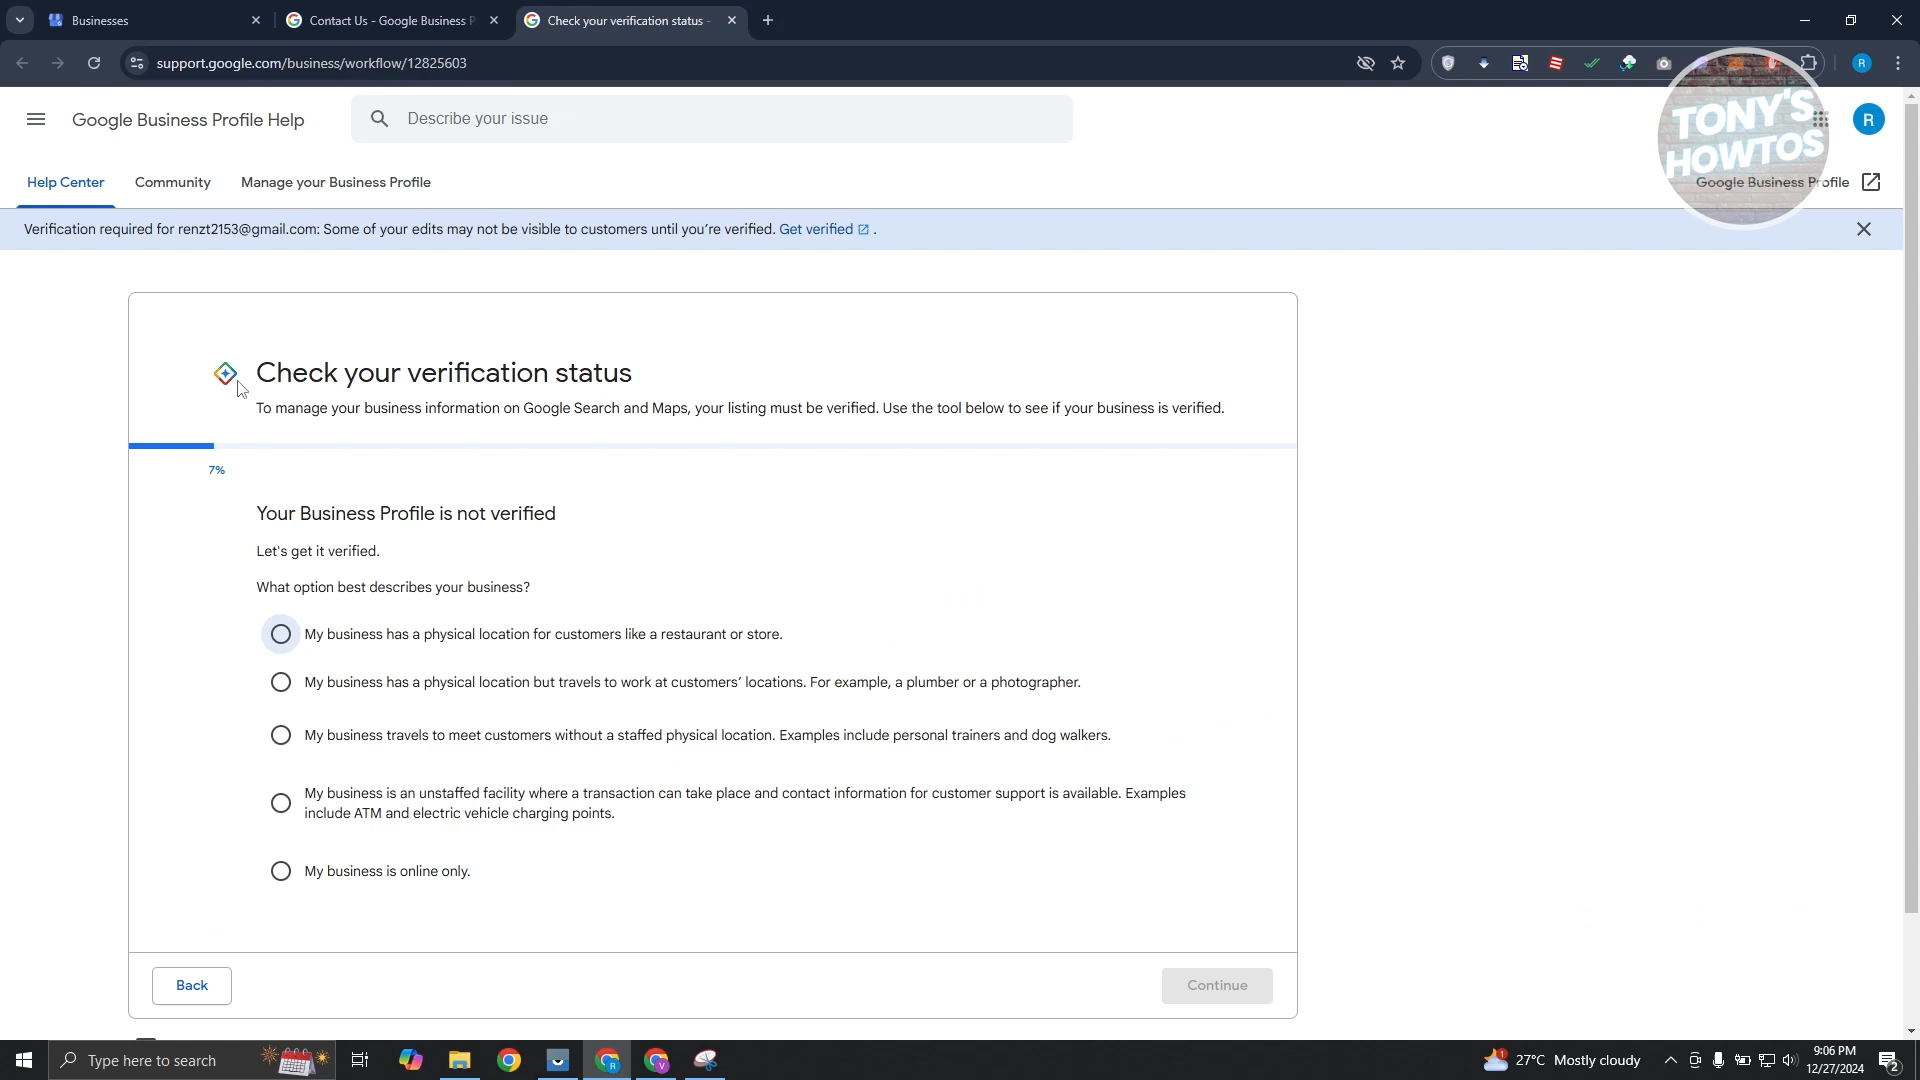 Businesses
Contact Us - Google Business P
Check your verification status -
support.google.com/business/workflow/12825603
R
Google Business Profile Help
Describe your issue
TONY'S
HOWTOS
R
Help Center
Community
Manage your Business Profile
Google Business Profile
Verification required for renzt2153@gmail.com: Some of your edits may not be visible to customers until you're verified. Get verified .
Check your verification status
To manage your business information on Google Search and Maps, your listing must be verified. Use the tool below to see if your business is verified.
7%
Your Business Profile is not verified
Let's get it verified.
What option best describes your business?
My business has a physical location for customers like a restaurant or store.
My business has a physical location but travels to work at customers' locations. For example, a plumber or a photographer.
My business travels to meet customers without a staffed physical location. Examples include personal trainers and dog walkers.
My business is an unstaffed facility where a transaction can take place and contact information for customer support is available. Examples
include ATM and electric vehicle charging points.
My business is online only.
Back
Continue
Type here to search
27°C Mostly cloudy
9:06 PM
12/27/2024
2